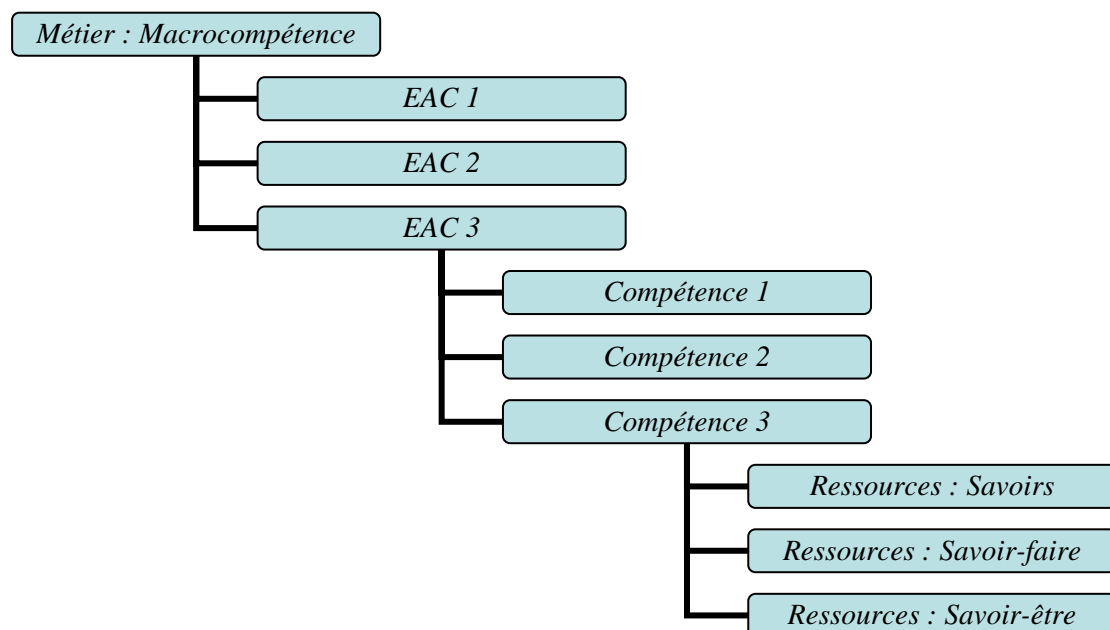 Métier : Macrocompétence
EAC 1
EAC 2
EAC 3
Compétence 1
Compétence 2
Compétence 3
Ressources : Savoirs
Ressources : Savoir-faire
Ressources : Savoir-être